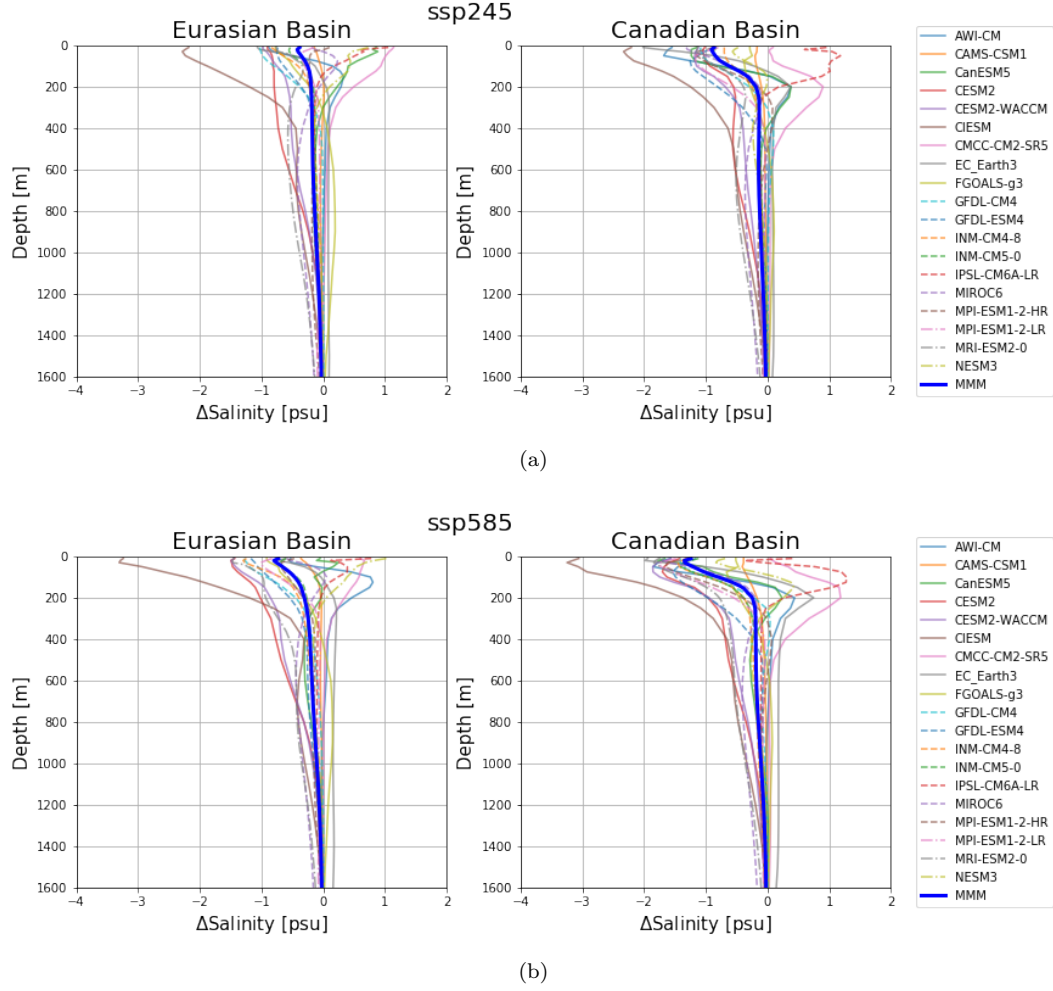 ssp245
Eurasian Basin
Canadian Basin
0
200
400
600
800
1000
1200
1400
1600
Depth [m]
−4
−3
−2
−1
0
1
2
ΔSalinity [psu]
0
200
400
600
800
1000
1200
1400
1600
Depth [m]
−4
−3
−2
−1
0
1
2
ΔSalinity [psu]
AWI-CM
CAMS-CSM1
CanESM5
CESM2
CESM2-WACCM
CIESM
CMCC-CM2-SR5
EC_Earth3
FGOALS-g3
GFDL-CM4
GFDL-ESM4
INM-CM4-8
INM-CM5-0
IPSL-CM6A-LR
MIROC6
MPI-ESM1-2-HR
MPI-ESM1-2-LR
MRI-ESM2-0
NESM3
MMM
(a)
ssp585
Eurasian Basin
Canadian Basin
0
200
400
600
800
1000
1200
1400
1600
Depth [m]
−4
−3
−2
−1
0
1
2
ΔSalinity [psu]
0
200
400
600
800
1000
1200
1400
1600
Depth [m]
−4
−3
−2
−1
0
1
2
ΔSalinity [psu]
AWI-CM
CAMS-CSM1
CanESM5
CESM2
CESM2-WACCM
CIESM
CMCC-CM2-SR5
EC_Earth3
FGOALS-g3
GFDL-CM4
GFDL-ESM4
INM-CM4-8
INM-CM5-0
IPSL-CM6A-LR
MIROC6
MPI-ESM1-2-HR
MPI-ESM1-2-LR
MRI-ESM2-0
NESM3
MMM
(b)